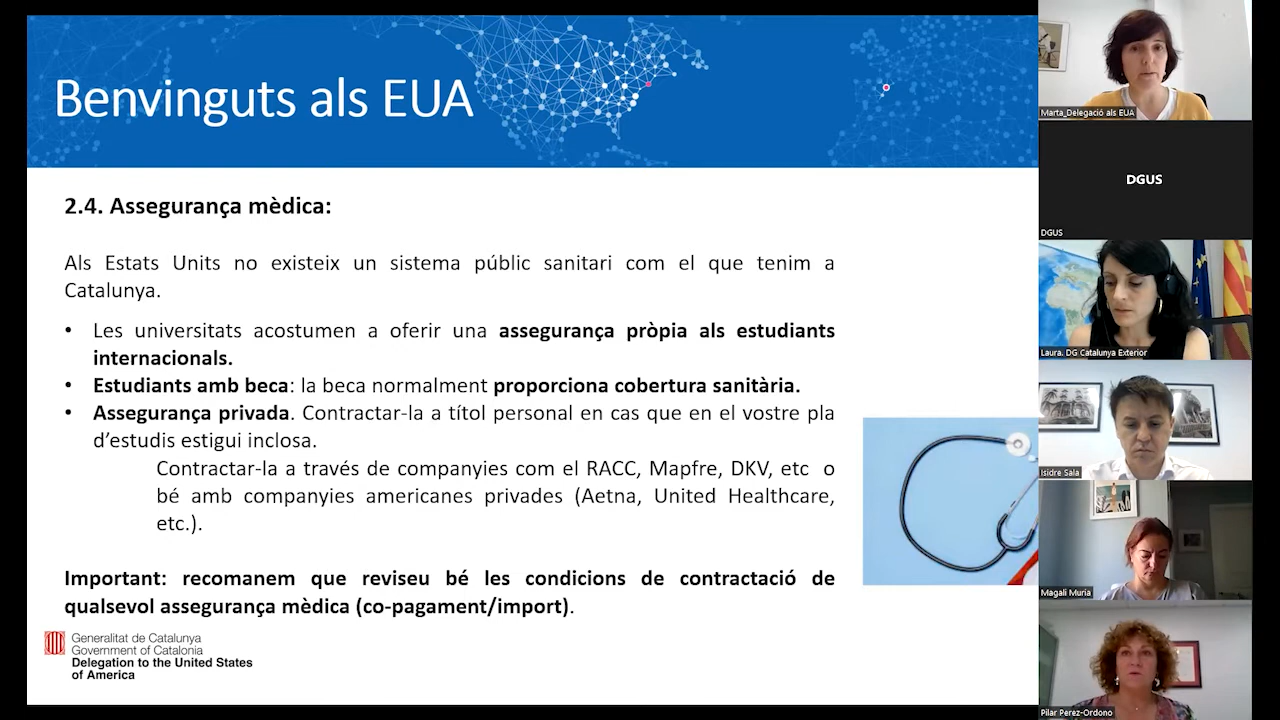 Benvinguts als EUA
2.4. Assegurança mèdica:
Als Estats Units no existeix un sistema públic sanitari com el que tenim a
Catalunya.
• Les universitats acostumen a oferir una assegurança pròpia als estudiants
internacionals.
• Estudiants amb beca: la beca normalment proporciona cobertura sanitària.
• Assegurança privada. Contractar-la a títol personal en cas que en el vostre pla
d’estudis estigui inclosa.
Contractar-la a través de companyies com el RACC, Mapfre, DKV, etc o
bé amb companyies americanes privades (Aetna, United Healthcare,
etc.).
Important: recomanem que reviseu bé les condicions de contractació de
qualsevol assegurança mèdica (co-pagament/import).
Generalitat de Catalunya
Government of Catalonia
Delegation to the United States
of America
Marta_Delegació als EUA
DGUS
DGUS
Laura. DG Catalunya Exterior
Isidre Sala
Magali Muria
Pilar Perez-Ordono